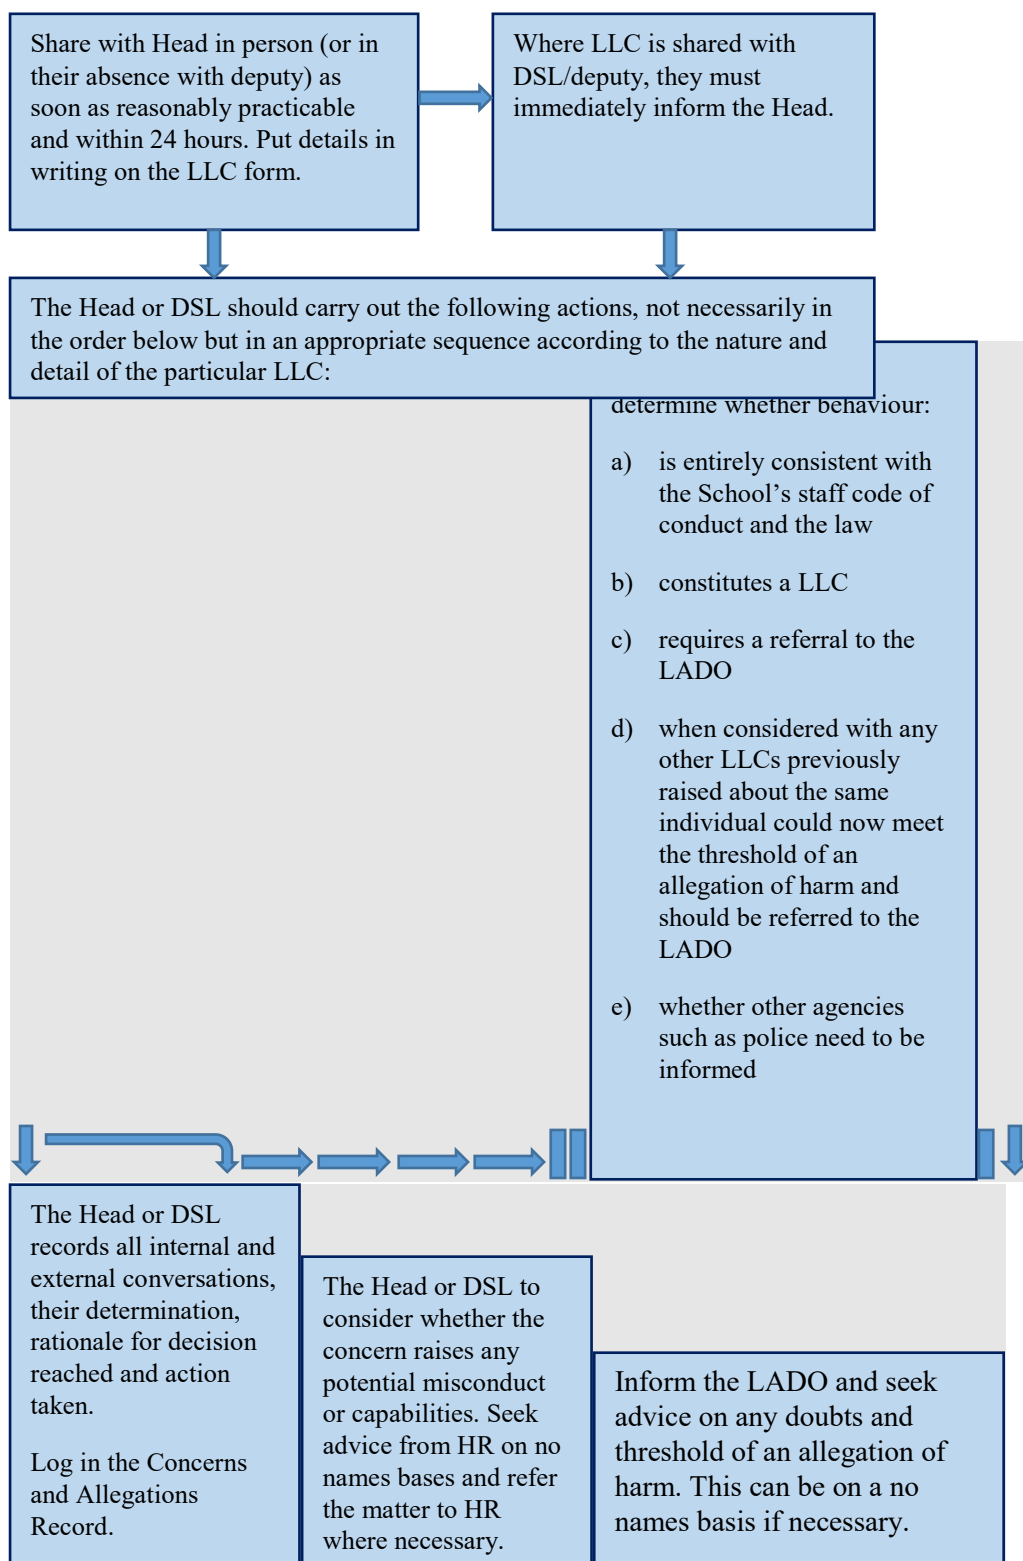 Share with Head in person (or in
their absence with deputy) as
soon as reasonably practicable
and within 24 hours. Put details in
writing on the LLC form.
Where LLC is shared with
DSL/deputy, they must
immediately inform the Head.
The Head or DSL should carry out the following actions, not necessarily in
the order below but in an appropriate sequence according to the nature and
detail of the particular LLC:
determine whether behaviour:
a) is entirely consistent with
the School’s staff code of
conduct and the law
b) constitutes a LLC
c) requires a referral to the
LADO
d) when considered with any
other LLCs previously
raised about the same
individual could now meet
the threshold of an
allegation of harm and
should be referred to the
LADO
e) whether other agencies
such as police need to be
informed
The Head or DSL
records all internal and
external conversations,
their determination,
rationale for decision
reached and action
taken.
Log in the Concerns
and Allegations
Record.
The Head or DSL to
consider whether the
concern raises any
potential misconduct
or capabilities. Seek
advice from HR on no
names bases and refer
the matter to HR
where necessary.
Inform the LADO and seek
advice on any doubts and
threshold of an allegation of
harm. This can be on a no
names basis if necessary.